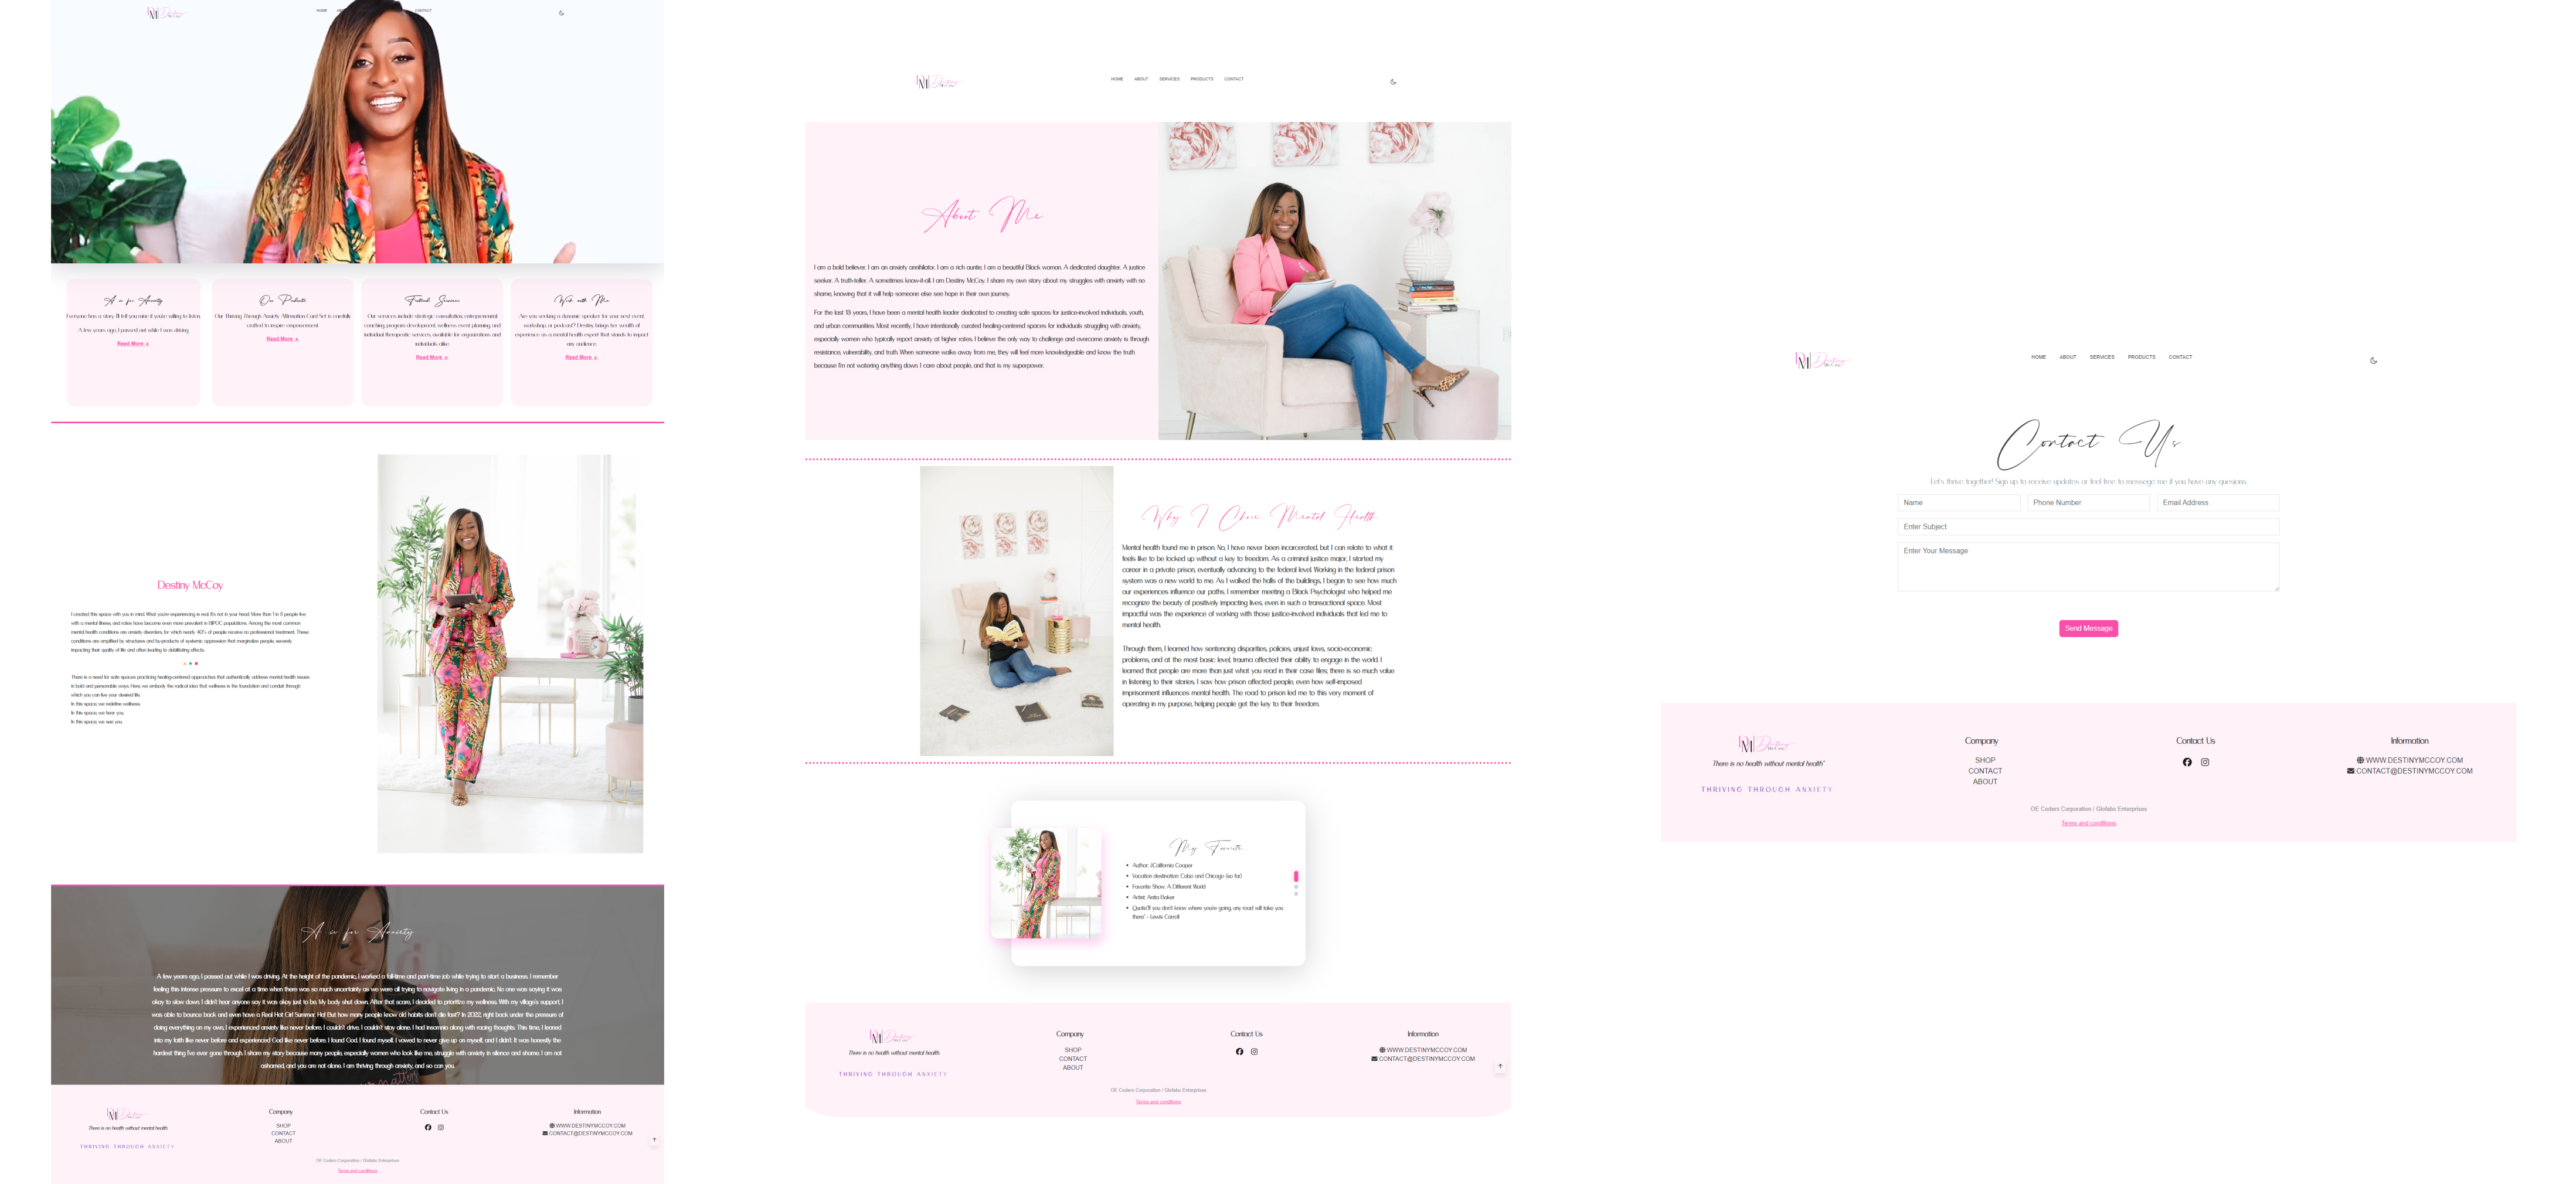 DM Destiny McCoy
HOME
CONTACT
A is for Anxiety
Everyone has a story. I'll tell you mine if you're willing to listen.
A few years ago, I passed out while I was driving.
Read More
Our Products
Our Thriving Through Anxiety Affirmation Card Set is carefully
crafted to inspire empowerment.
Read More
Featured Services
Our services include strategic consultation, entrepreneurial
coaching, program development, wellness event planning, and
individual therapeutic services, available for organizations and
individuals alike.
Read More
Work with Me
Are you seeking a dynamic speaker for your next event,
workshop, or podcast? Destiny brings her wealth of
experience as a mental health expert that stands to impact
any audience.
Read More
Destiny McCoy
I created this space with you in mind. What you're experiencing is real. It's not in your head. More than 1 in 5 people live
with a mental illness, and rates have become even more prevalent in BIPOC populations. Among the most common
mental health conditions are anxiety disorders, for which nearly 40% of people receive no professional treatment. These
conditions are amplified by structures and by-products of systemic oppression that marginalize people, severely
impacting their quality of life and often leading to debilitating effects.
There is a need for safe spaces practicing healing-centered approaches that authentically address mental health issues
in bold and personable ways. Here, we embody the radical idea that wellness is the foundation and conduit through
which you can live your desired life.
In this space, we redefine wellness.
In this space, we hear you.
In this space, we see you.
A is for Anxiety
A few years ago, I passed out while I was driving. At the height of the pandemic, I worked a full-time and part-time job while trying to start a business. I remember
feeling this intense pressure to excel at a time when there was so much uncertainty as we were all trying to navigate living in a pandemic. No one was saying it was
okay to slow down. I didn't hear anyone say it was okay just to be. My body shut down. After that scare, I decided to prioritize my wellness. With my village's support, I
was able to bounce back and even have a Real Hot Girl Summer. Ha! But how many people know old habits don't die fast? In 2022, right back under the pressure of
doing everything on my own, I experienced anxiety like never before. I couldn't drive. I couldn't stay alone. I had insomnia along with racing thoughts. This time, I leaned
into my faith like never before and experienced God like never before. I found God. I found myself. I vowed to never give up on myself, and I didn't. It was honestly the
hardest thing I've ever gone through. I share my story because many people, especially women who look like me, struggle with anxiety in silence and shame. I am not
ashamed, and you are not alone. I am thriving through anxiety, and so can you.
DM Destiny McCoy
There is no health without mental health.
THRIVING THROUGH ANXIETY
Company
SHOP
CONTACT
ABOUT
Contact Us
Information
WWW.DESTINYMCCOY.COM
CONTACT@DESTINYMCCOY.COM
OE Coders Corporation / Glofabs Enterprises
Terms and conditions
DM Destiny McCoy
HOME ABOUT SERVICES PRODUCTS CONTACT
About Me
I am a bold believer. I am an anxiety annihilator. I am a rich auntie. I am a beautiful Black woman. A dedicated daughter. A justice
seeker. A truth-teller. A sometimes know-it-all. I am Destiny McCoy. I share my own story about my struggles with anxiety with no
shame, knowing that it will help someone else see hope in their own journey.
For the last 13 years, I have been a mental health leader dedicated to creating safe spaces for justice-involved individuals, youth,
and urban communities. Most recently, I have intentionally curated healing-centered spaces for individuals struggling with anxiety,
especially women who typically report anxiety at higher rates. I believe the only way to challenge and overcome anxiety is through
resistance, vulnerability, and truth. When someone walks away from me, they will feel more knowledgeable and know the truth
because I'm not watering anything down. I care about people, and that is my superpower.
Why I Chose Mental Health
Mental health found me in prison. No, I have never been incarcerated, but I can relate to what it
feels like to be locked up without a key to freedom. As a criminal justice major, I started my
career in a private prison, eventually advancing to the federal level. Working in the federal prison
system was a new world to me. As I walked the halls of the buildings, I began to see how much
our experiences influence our paths. I remember meeting a Black Psychologist who helped me
recognize the beauty of positively impacting lives, even in such a transactional space. Most
impactful was the experience of working with those justice-involved individuals that led me to
mental health.
Through them, I learned how sentencing disparities, policies, unjust laws, socio-economic
problems, and at the most basic level, trauma affected their ability to engage in the world. I
learned that people are more than just what you read in their case files; there is so much value
in listening to their stories. I saw how prison affected people, even how self-imposed
imprisonment influences mental health. The road to prison led me to this very moment of
operating in my purpose, helping people get the key to their freedom.
My Favorite...
Author: J.California Cooper
Vacation destination: Cabo and Chicago (so far)
Favorite Show: A Different World
Artist: Anita Baker
Quote:"If you don't know where you're going, any road will take you
there" - Lewis Carroll
DM Destiny McCoy
There is no health without mental health.
THRIVING THROUGH ANXIETY
Company
SHOP
CONTACT
ABOUT
Contact Us
Information
WWW.DESTINYMCCOY.COM
CONTACT@DESTINYMCCOY.COM
OE Coders Corporation / Glofabs Enterprises
Terms and conditions
DM Destiny McCoy
HOME ABOUT SERVICES PRODUCTS CONTACT
Contact Us
Let's thrive together! Sign up to receive updates or feel free to message me if you have any quesions.
Name Phone Number Email Address
Enter Subject
Enter Your Message
Send Message
DM Destiny McCoy
There is no health without mental health"
THRIVING THROUGH ANXIETY
Company
SHOP
CONTACT
ABOUT
Contact Us
Information
WWW.DESTINYMCCOY.COM
CONTACT@DESTINYMCCOY.COM
OE Coders Corporation / Glofabs Enterprises
Terms and conditions